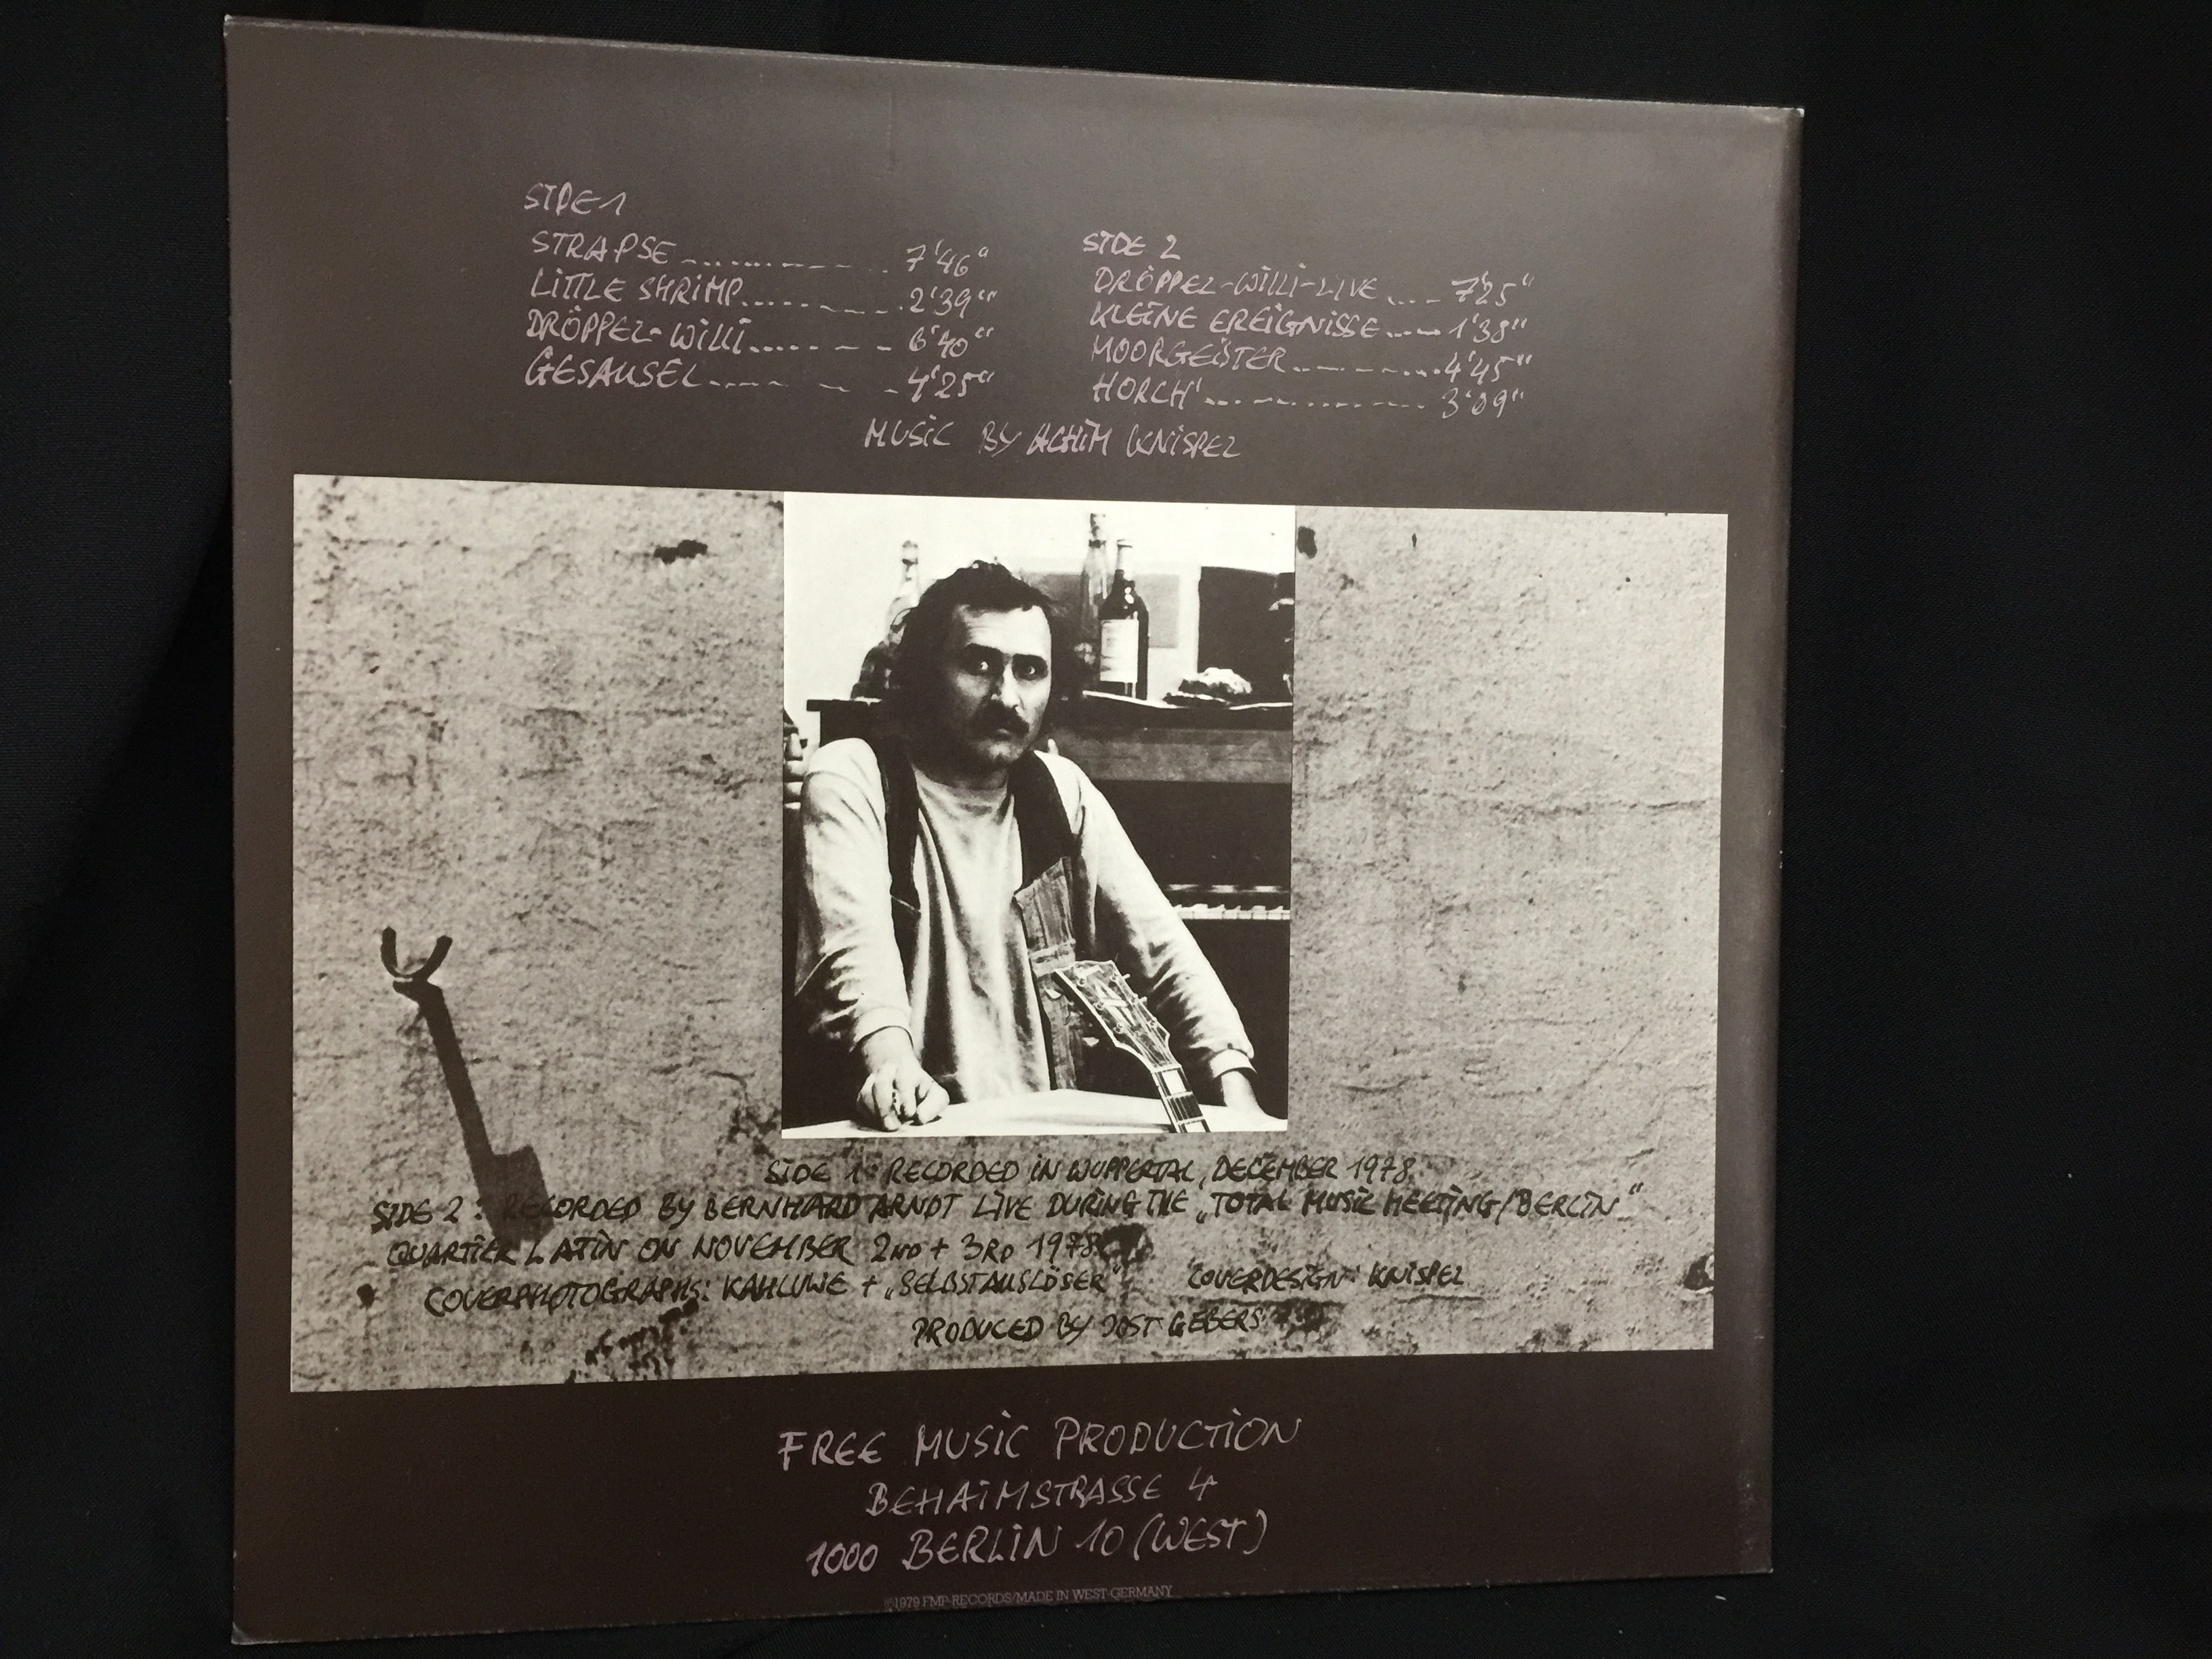 SIDE 1
STRAPSE ................ 7'46"
LITTLE SHRIMP ............ 2'39"
DRÖPPEL-WILLI ............ 6'40"
GESAUSEL ............ 4'25"
SIDE 2
DRÖPPEL-WILLI-LIVE .... 7'25"
KLEINE EREIGNISSE ..... 1'38"
MOORGEISTER ............ 4'45"
HORCH' ................ 3'09"
MUSIC BY ACHIM KNISPEL
SIDE 1: RECORDED IN WUPPERTAL, DECEMBER 1978.
SIDE 2: RECORDED BY BERNHARD ARNDT LIVE DURING THE „TOTAL MUSIC MEETING/BERLIN"
QUARTIER LATIN ON NOVEMBER 2ND + 3RD 1978
COVERPHOTOGRAPHS: KAHLUWE + „SELBSTAUSLÖSER" COVERDESIGN: KNISPEL
PRODUCED BY JOST GEBERS
FREE MUSIC PRODUCTION
BEHAIMSTRASSE 4
1000 BERLIN 10 (WEST)
℗1979 FMP-RECORDS/MADE IN WEST-GERMANY